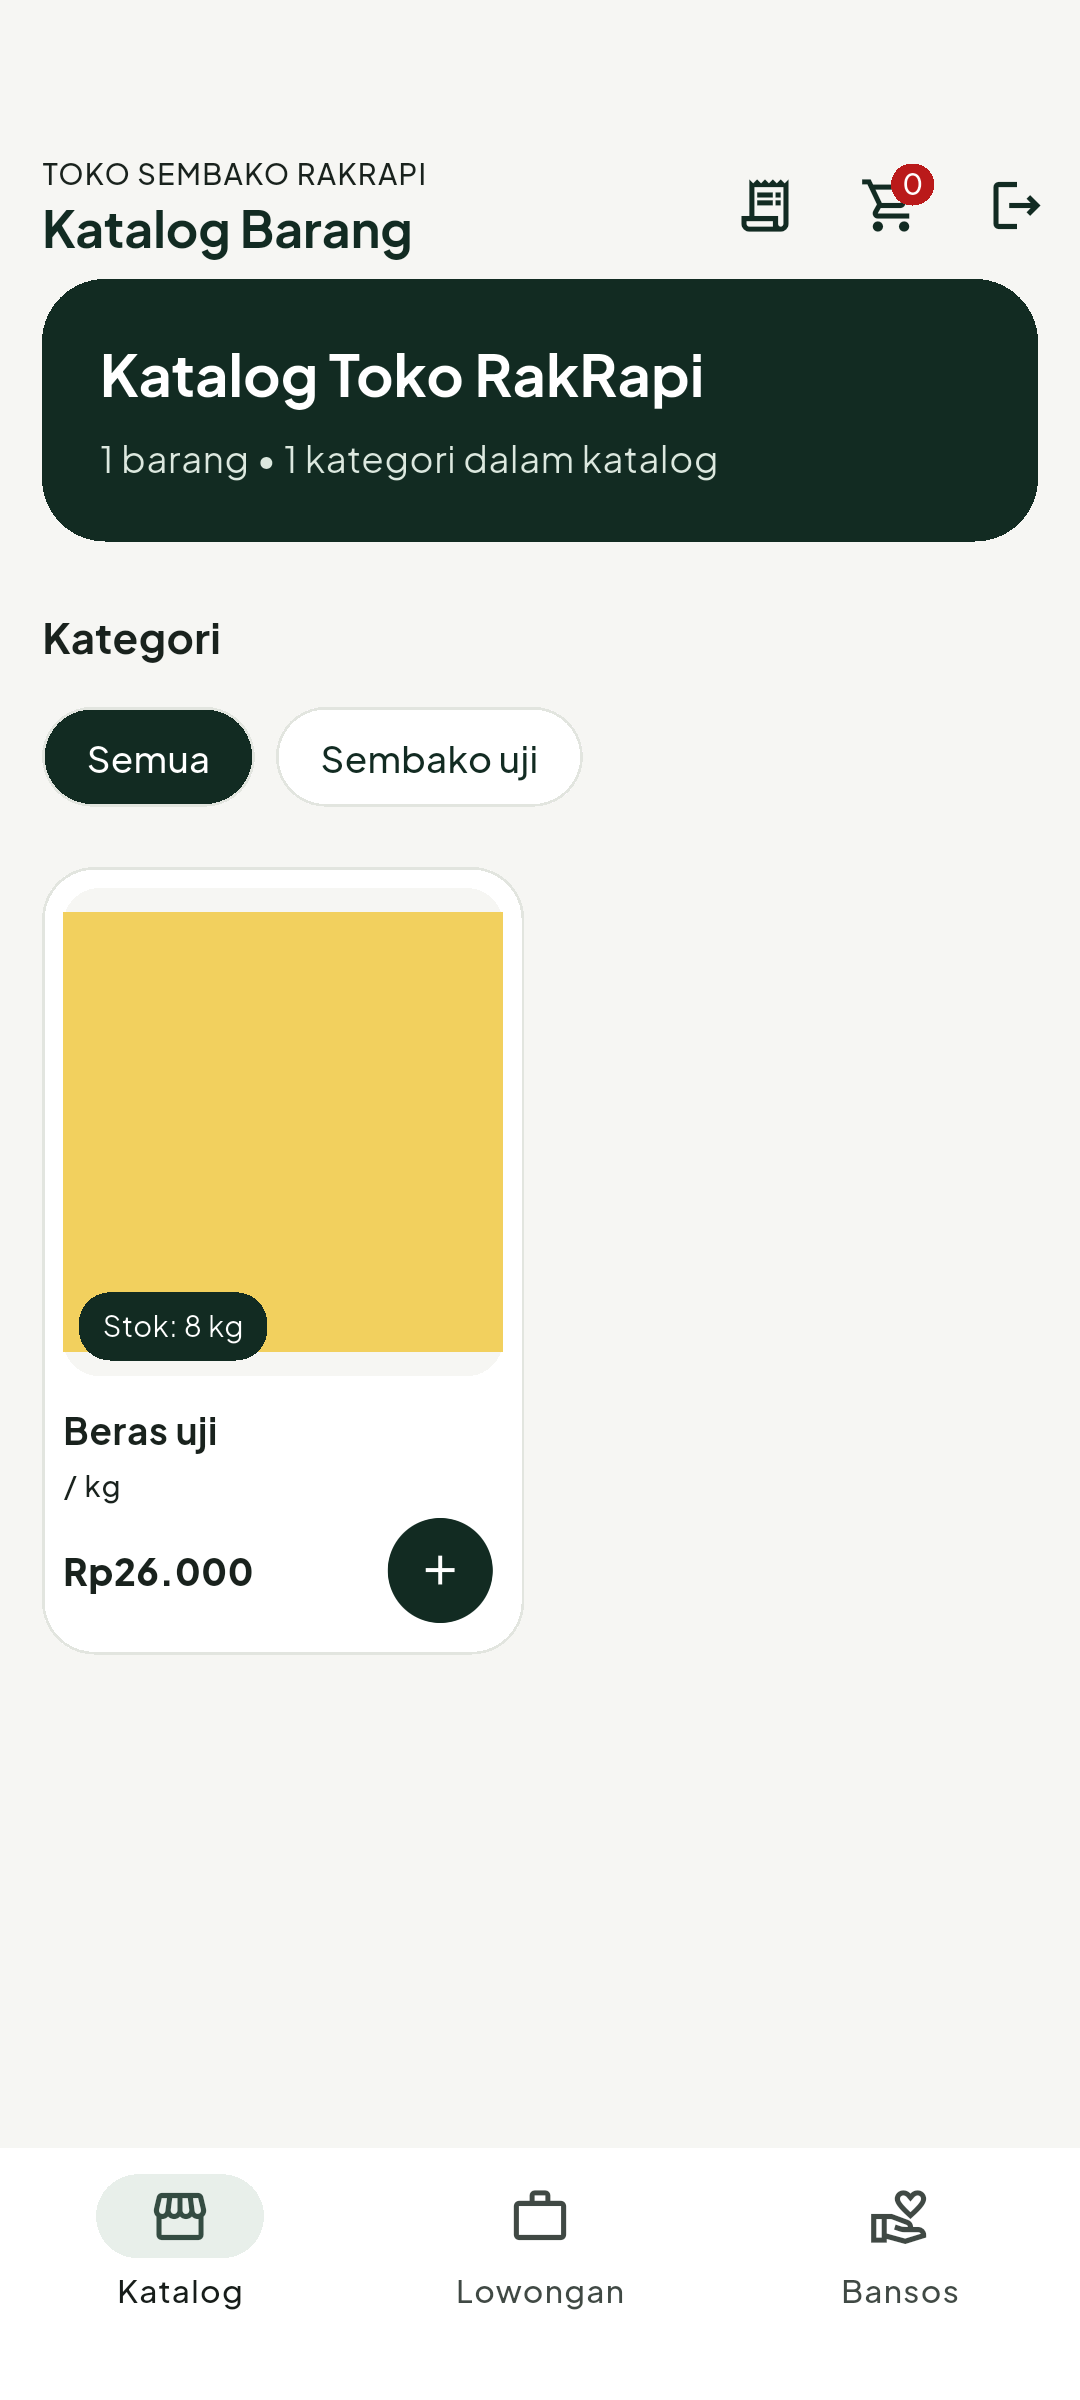 TOKO SEMBAKO RAKRAPI
Katalog Barang
0
Katalog Toko RakRapi
1 barang • 1 kategori dalam katalog
Kategori
Semua
Sembako uji
Stok: 8 kg
Beras uji
/ kg
Rp26.000
Katalog
Lowongan
Bansos